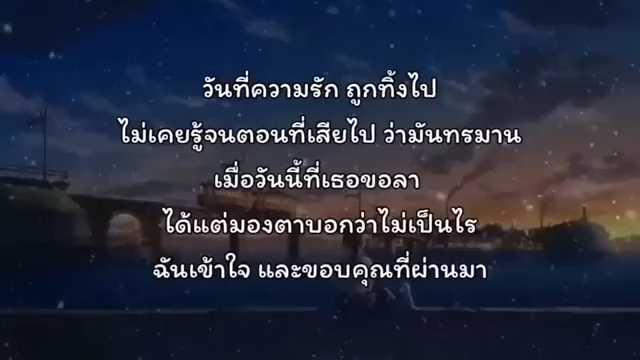 วันที่ความรัก ถูกทิ้งไป
ไม่เคยรู้จนตอนที่เสียไป ว่ามันทรมาน
เมื่อวันนี้ที่เธอขอลา
ได้แต่มองตาบอกว่าไม่เป็นไร
ฉันเข้าใจ และขอบคุณที่ผ่านมา